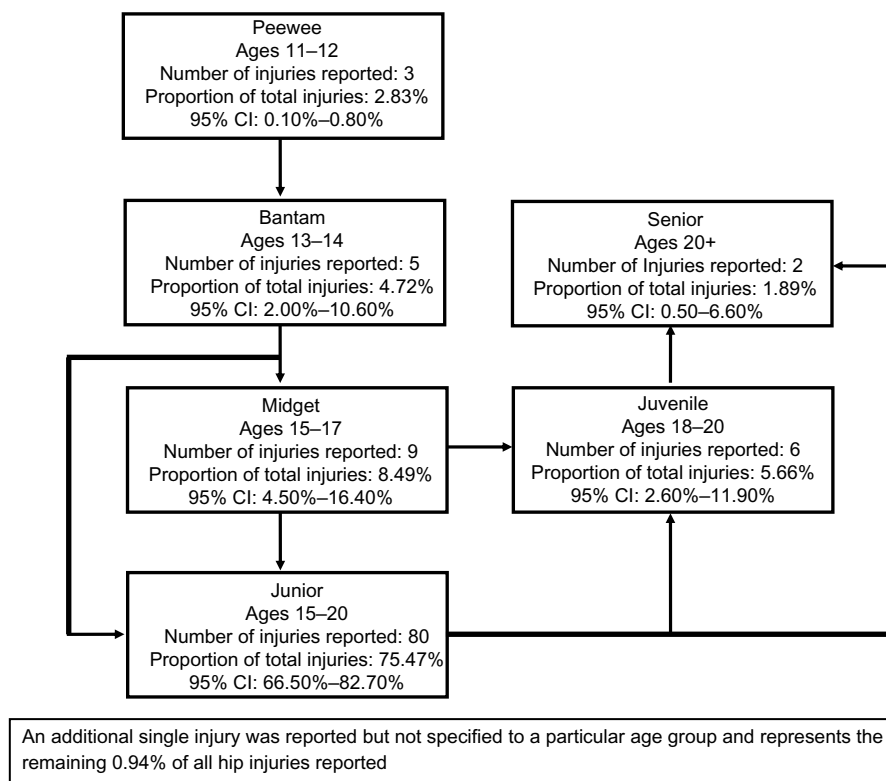 Peewee
Ages 11–12
Number of injuries reported: 3
Proportion of total injuries: 2.83%
95% CI: 0.10%–0.80%
Bantam
Ages 13–14
Number of injuries reported: 5
Proportion of total injuries: 4.72%
95% CI: 2.00%–10.60%
Senior
Ages 20+
Number of Injuries reported: 2
Proportion of total injuries: 1.89%
95% CI: 0.50–6.60%
Midget
Ages 15–17
Number of injuries reported: 9
Proportion of total injuries: 8.49%
95% CI: 4.50%–16.40%
Juvenile
Ages 18–20
Number of injuries reported: 6
Proportion of total injuries: 5.66%
95% CI: 2.60%–11.90%
Junior
Ages 15–20
Number of injuries reported: 80
Proportion of total injuries: 75.47%
95% CI: 66.50%–82.70%
An additional single injury was reported but not specified to a particular age group and represents the
remaining 0.94% of all hip injuries reported